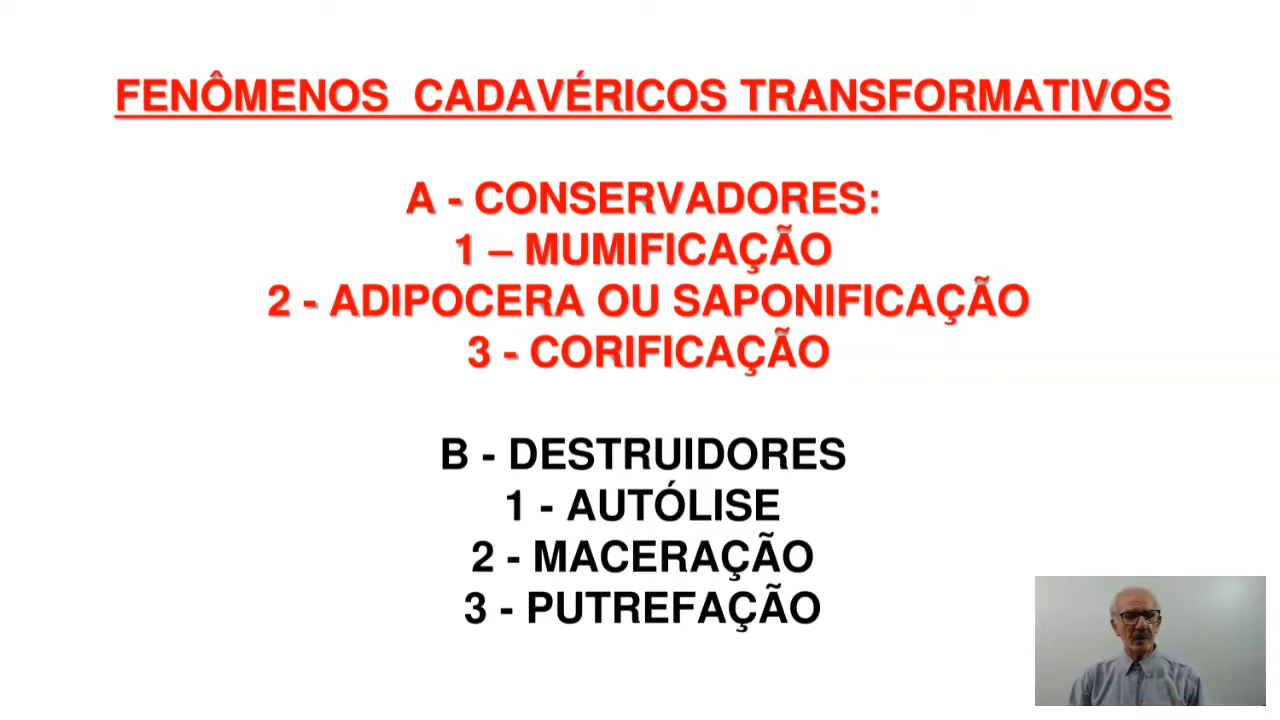 FENÔMENOS CADAVÉRICOS TRANSFORMATIVOS
A - CONSERVADORES:
1 – MUMIFICAÇÃO
2 - ADIPOCERA OU SAPONIFICAÇÃO
3 - CORIFICAÇÃO
B - DESTRUIDORES
1 - AUTÓLISE
2 - MACERAÇÃO
3 - PUTREFAÇÃO